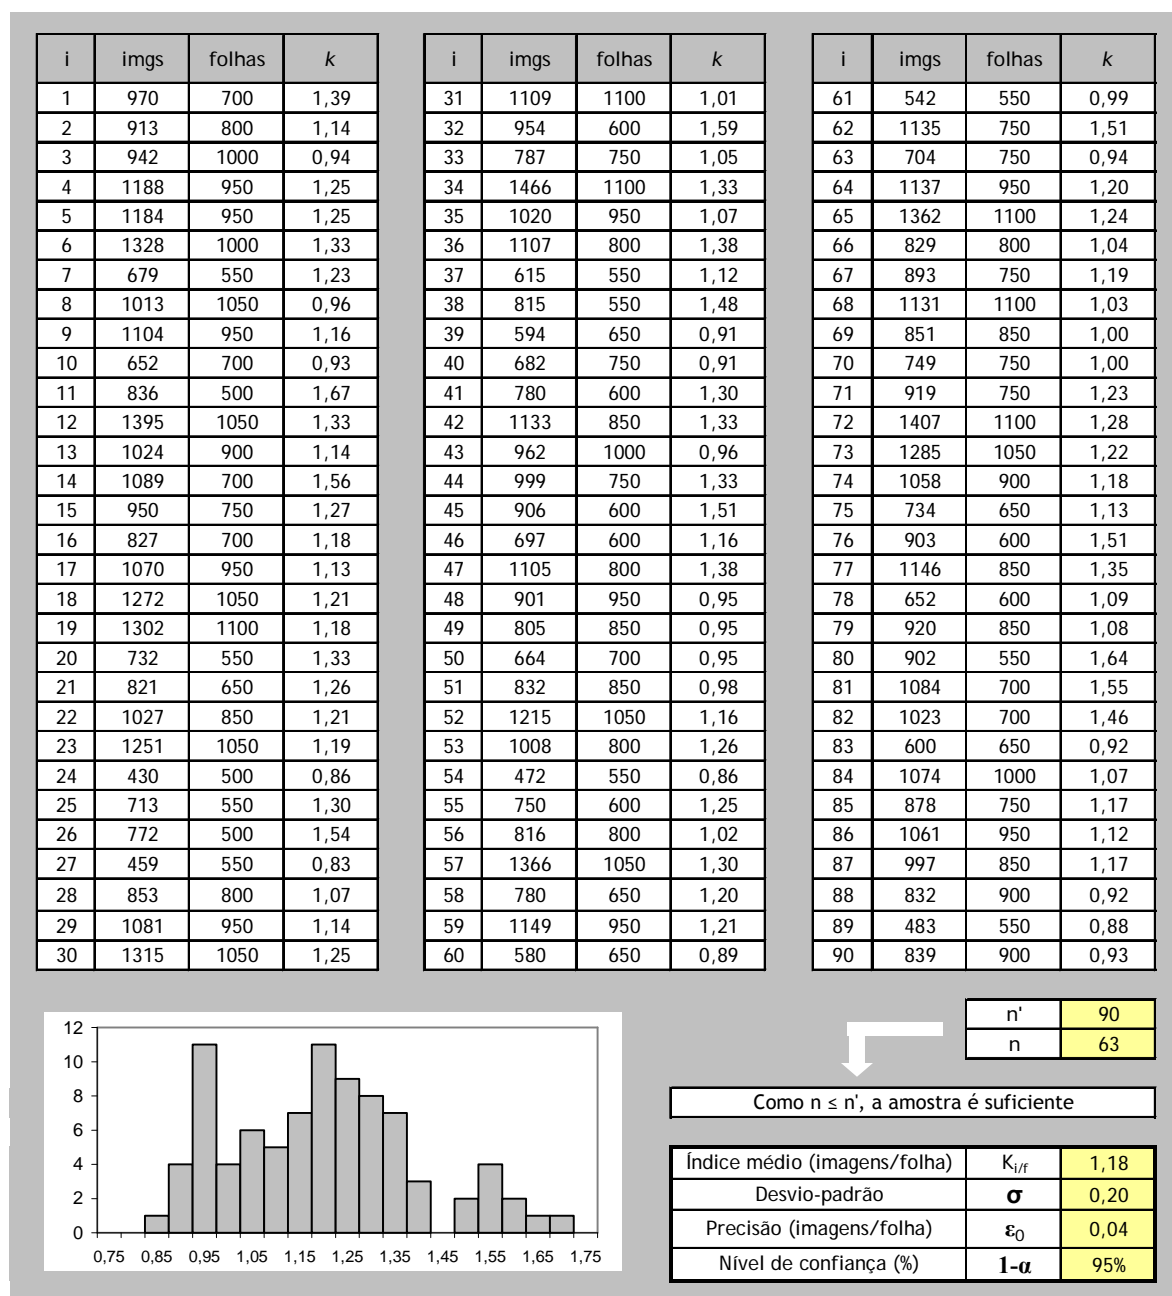 i imgs folhas k i imgs folhas k i imgs folhas k
1 970 700 1,39 31 1109 1100 1,01 61 542 550 0,99
2 913 800 1,14 32 954 600 1,59 62 1135 750 1,51
3 942 1000 0,94 33 787 750 1,05 63 704 750 0,94
4 1188 950 1,25 34 1466 1100 1,33 64 1137 950 1,20
5 1184 950 1,25 35 1020 950 1,07 65 1362 1100 1,24
6 1328 1000 1,33 36 1107 800 1,38 66 829 800 1,04
7 679 550 1,23 37 615 550 1,12 67 893 750 1,19
8 1013 1050 0,96 38 815 550 1,48 68 1131 1100 1,03
9 1104 950 1,16 39 594 650 0,91 69 851 850 1,00
10 652 700 0,93 40 682 750 0,91 70 749 750 1,00
11 836 500 1,67 41 780 600 1,30 71 919 750 1,23
12 1395 1050 1,33 42 1133 850 1,33 72 1407 1100 1,28
13 1024 900 1,14 43 962 1000 0,96 73 1285 1050 1,22
14 1089 700 1,56 44 999 750 1,33 74 1058 900 1,18
15 950 750 1,27 45 906 600 1,51 75 734 650 1,13
16 827 700 1,18 46 697 600 1,16 76 903 600 1,51
17 1070 950 1,13 47 1105 800 1,38 77 1146 850 1,35
18 1272 1050 1,21 48 901 950 0,95 78 652 600 1,09
19 1302 1100 1,18 49 805 850 0,95 79 920 850 1,08
20 732 550 1,33 50 664 700 0,95 80 902 550 1,64
21 821 650 1,26 51 832 850 0,98 81 1084 700 1,55
22 1027 850 1,21 52 1215 1050 1,16 82 1023 700 1,46
23 1251 1050 1,19 53 1008 800 1,26 83 600 650 0,92
24 430 500 0,86 54 472 550 0,86 84 1074 1000 1,07
25 713 550 1,30 55 750 600 1,25 85 878 750 1,17
26 772 500 1,54 56 816 800 1,02 86 1061 950 1,12
27 459 550 0,83 57 1366 1050 1,30 87 997 850 1,17
28 853 800 1,07 58 780 650 1,20 88 832 900 0,92
29 1081 950 1,14 59 1149 950 1,21 89 483 550 0,88
30 1315 1050 1,25 60 580 650 0,89 90 839 900 0,93
12
10
8
6
4
2
0
0,75 0,85 0,95 1,05 1,15 1,25 1,35 1,45 1,55 1,65 1,75
n' 90
n 63
Como n ≤ n', a amostra é suficiente
Índice médio (imagens/folha) Ki/f 1,18
Desvio-padrão σ 0,20
Precisão (imagens/folha) ε0 0,04
Nível de confiança (%) 1-α 95%